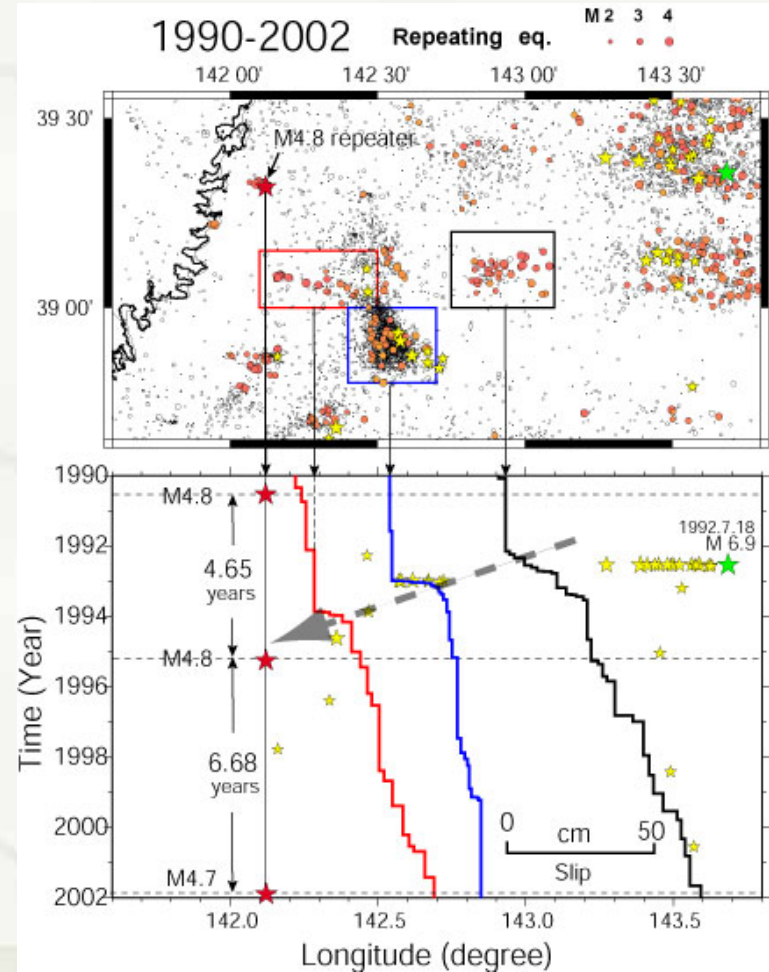 1990-2002 Repeating eq. M 2 3 4
142 00' 142 30' 143 00' 143 30'
39 30'
M4.8 repeater
39 00'
1990
M4.8
1992
1992.7.18
M 6.9
4.65
years
1994
M4.8
1996
6.68
years
1998
2000
0 50
cm
Slip
M4.7
2002
Time (Year)
142.0 142.5 143.0 143.5
Longitude (degree)